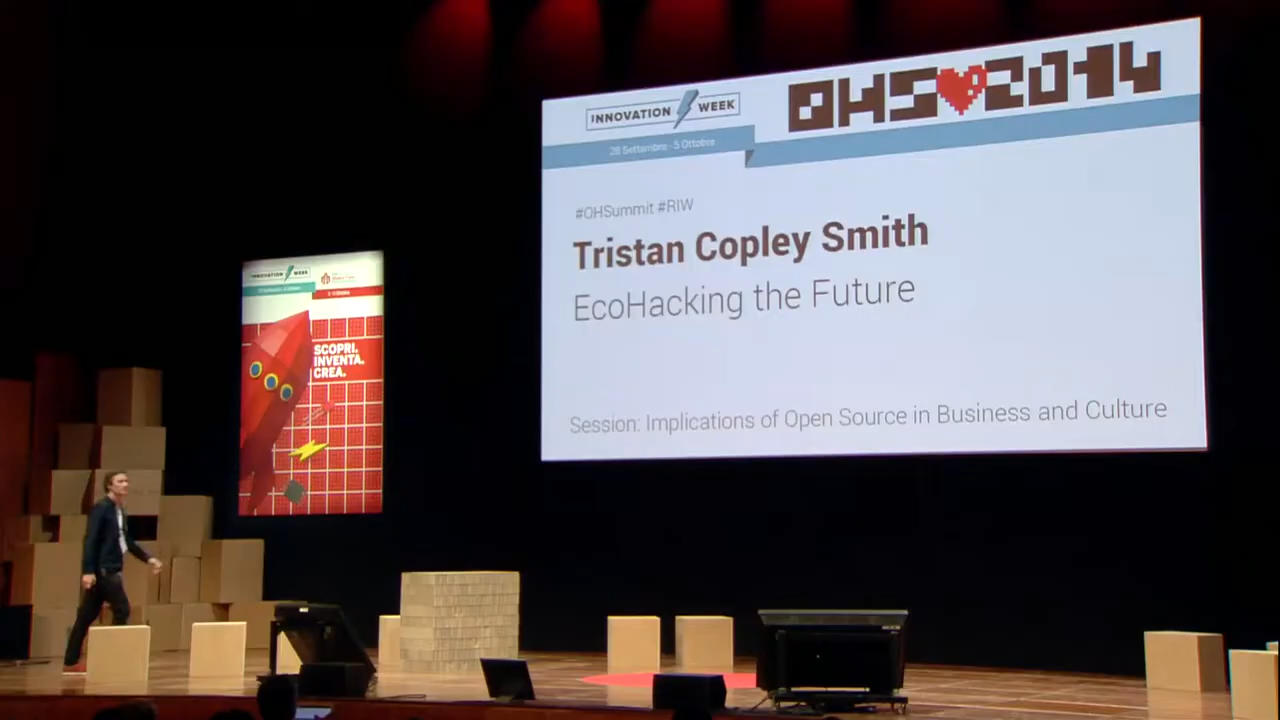 INNOVATION WEEK
28 Settembre - 5 Ottobre
OHS 2014
#OHSummit #RIW
Tristan Copley Smith
EcoHacking the Future
Session: Implications of Open Source in Business and Culture
INNOVATION WEEK
SCOPRI.
INVENTA.
CREA.